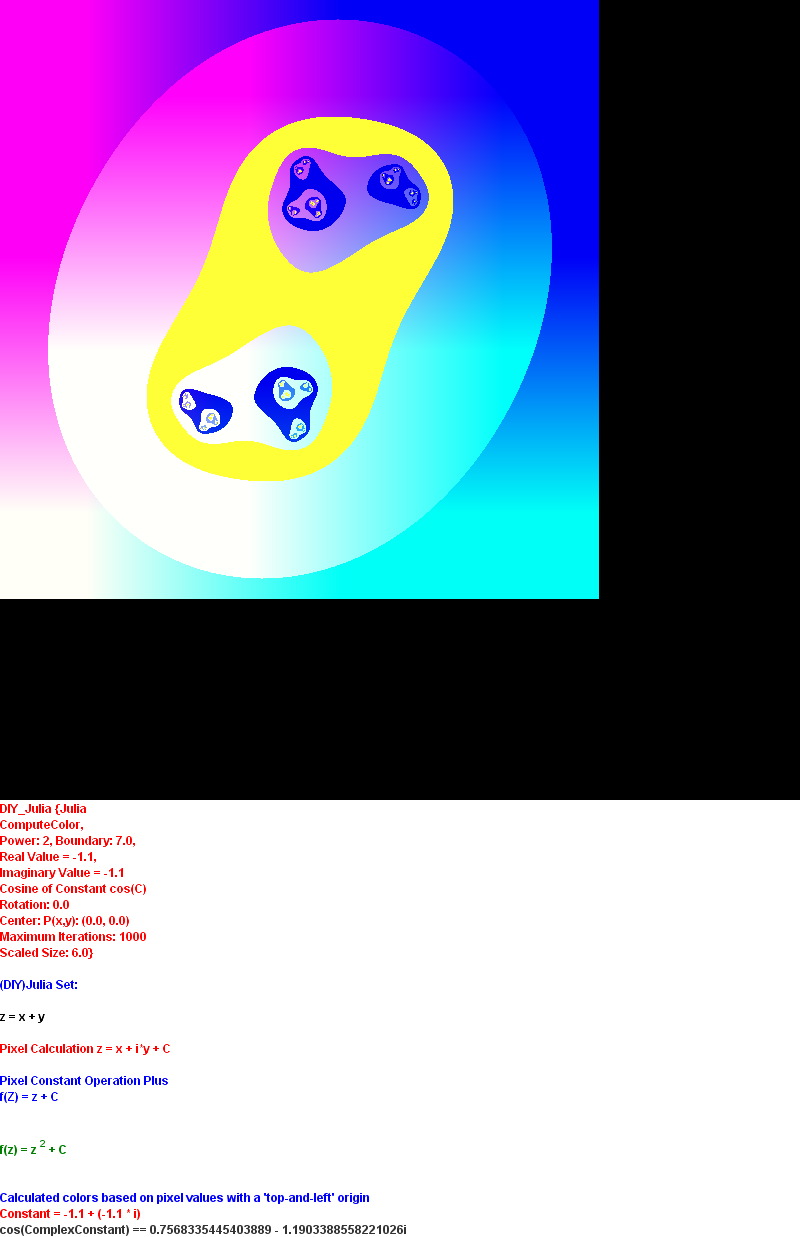 DIY_Julia {Julia
ComputeColor,
Power: 2, Boundary: 7.0,
Real Value = -1.1,
Imaginary Value = -1.1
Cosine of Constant cos(C)
Rotation: 0.0
Center: P(x,y): (0.0, 0.0)
Maximum Iterations: 1000
Scaled Size: 6.0}
(DIY)Julia Set:
z = x + y
Pixel Calculation z = x + i*y + C
Pixel Constant Operation Plus
f(Z) = z + C
f(z) = z 2 + C
Calculated colors based on pixel values with a 'top-and-left' origin
Constant = -1.1 + (-1.1 * i)
cos(ComplexConstant) == 0.7568335445403889 - 1.1903388558221026i